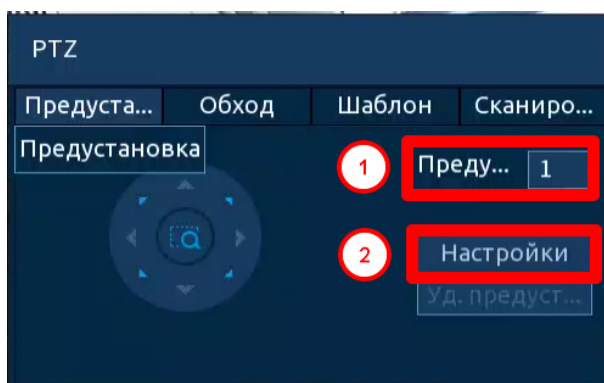 PTZ
Предуста... Обход Шаблон Сканиро...
Предустановка
1 Преду... 1
2 Настройки
Уд. предуст...